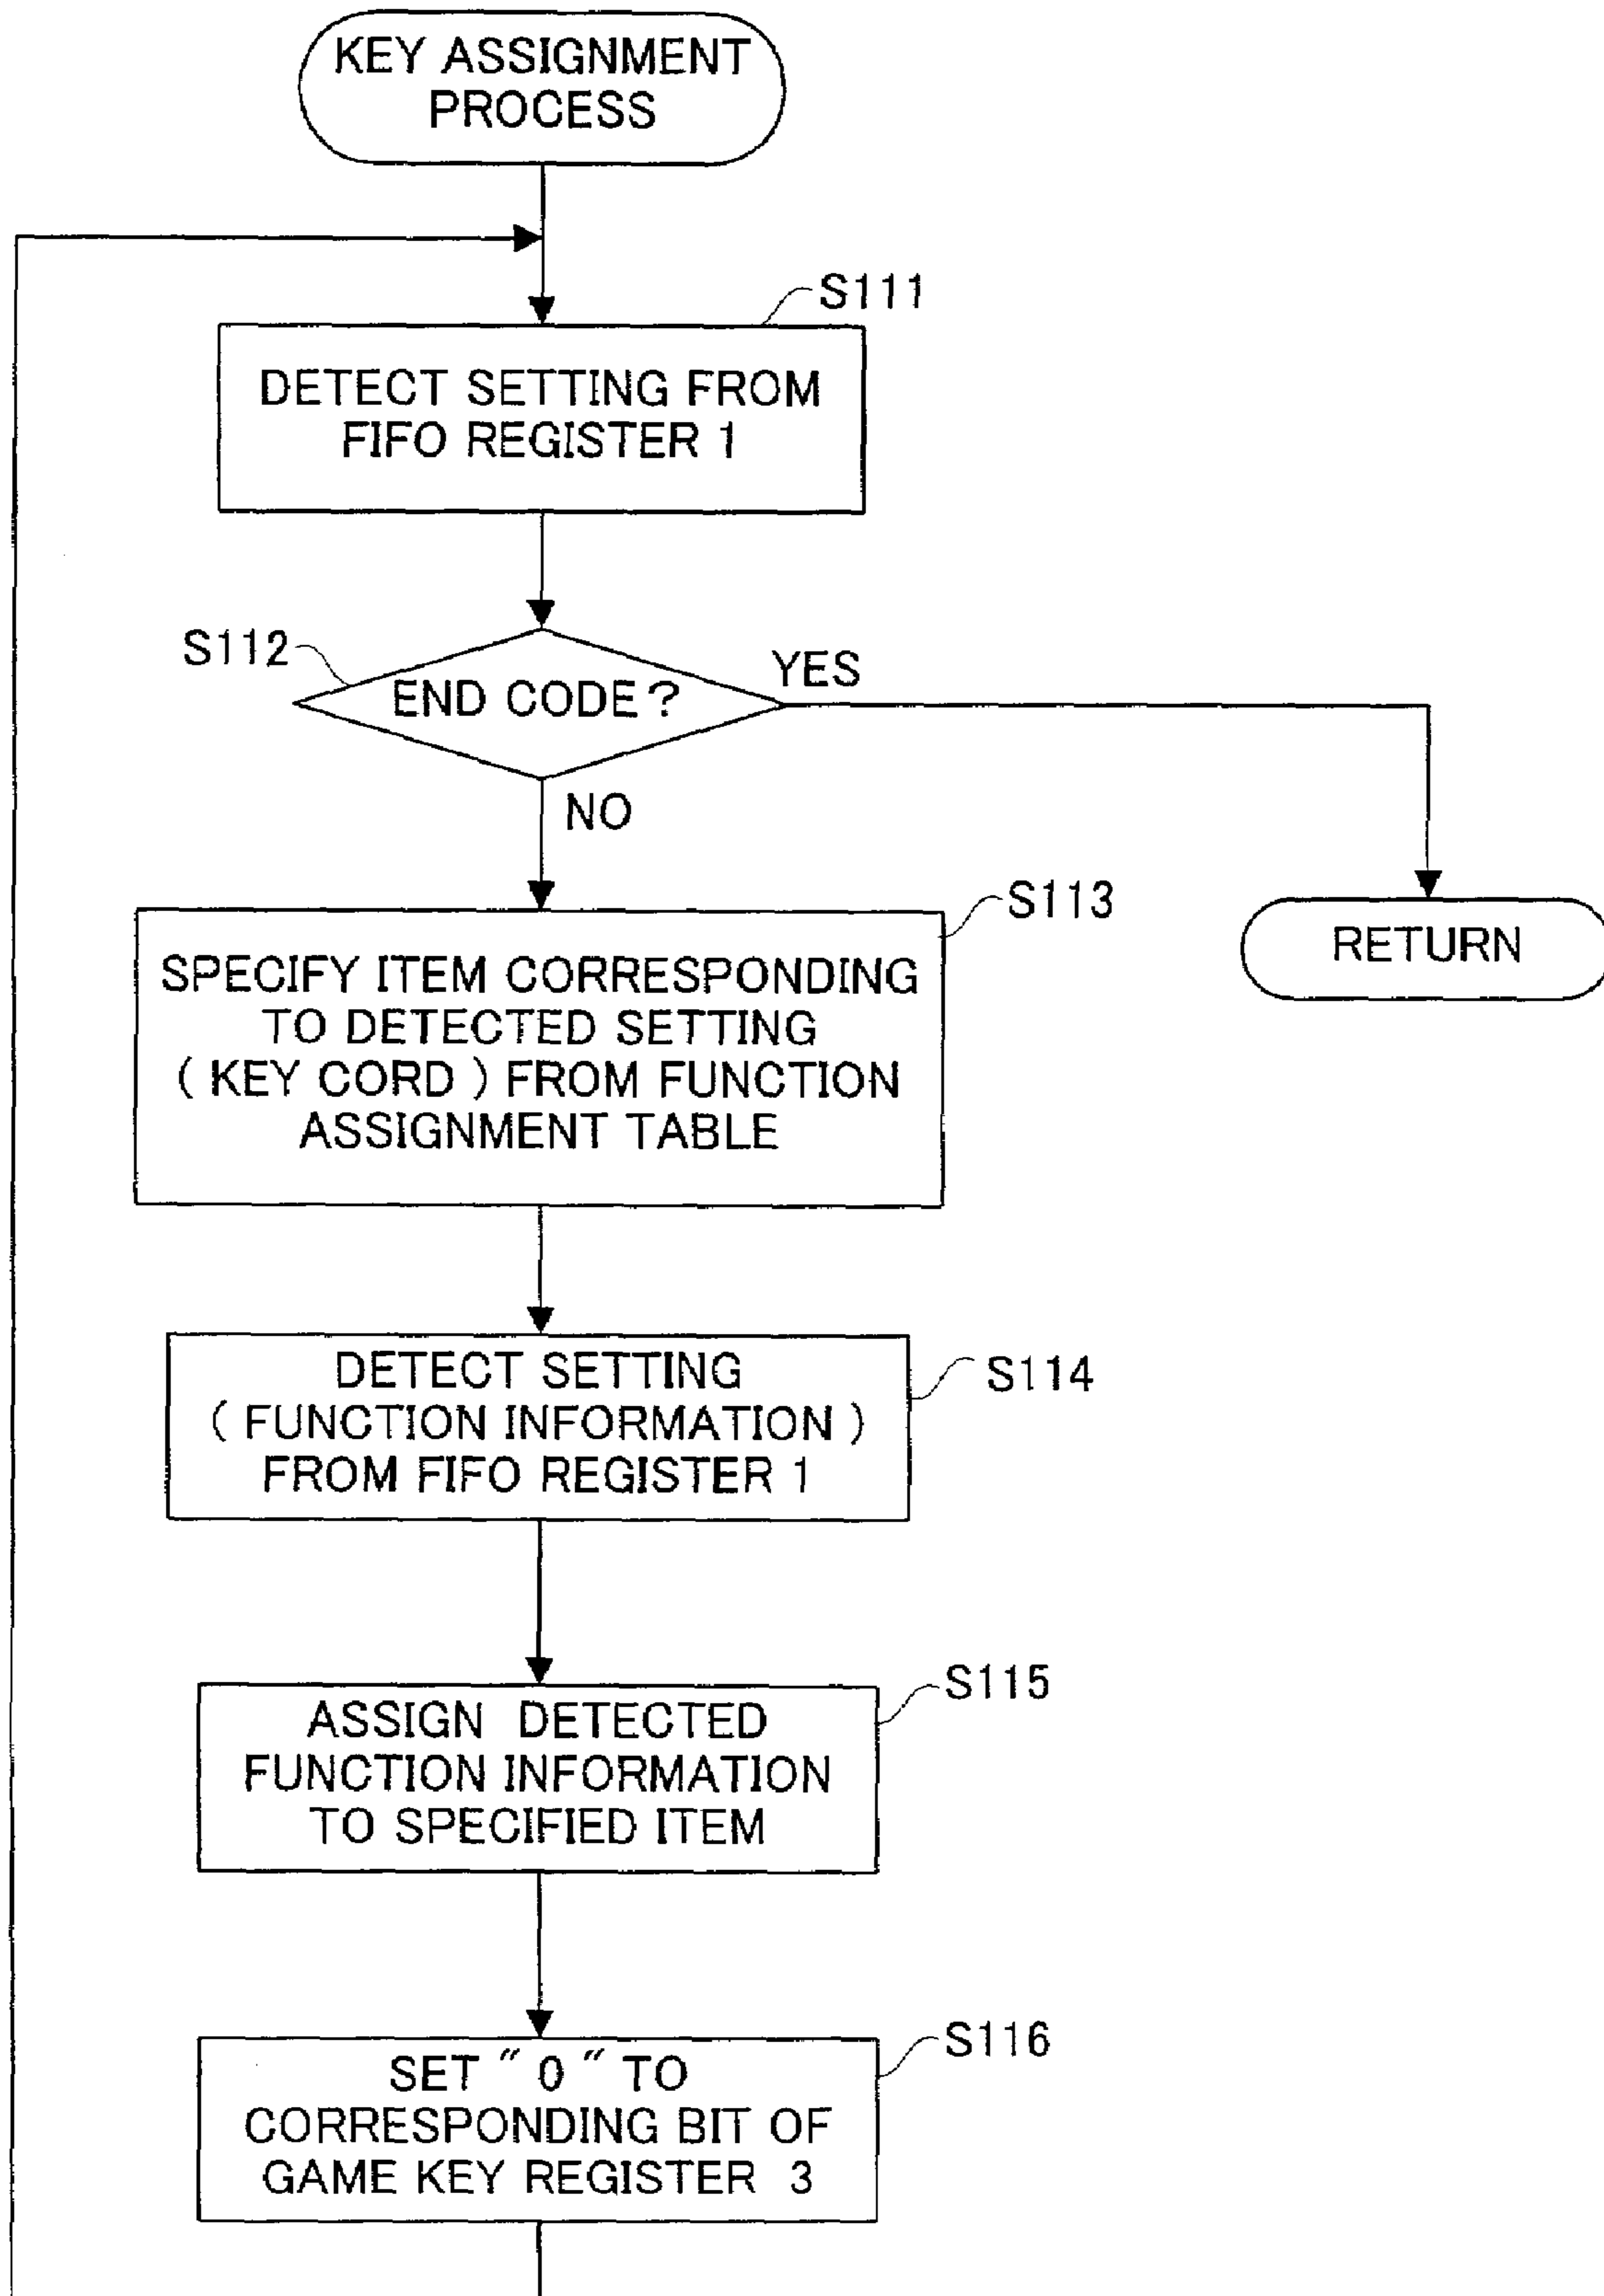 KEY ASSIGNMENT
PROCESS
S111
DETECT SETTING FROM
FIFO REGISTER 1
S112
END CODE?
YES
NO
S113
SPECIFY ITEM CORRESPONDING
TO DETECTED SETTING
( KEY CORD ) FROM FUNCTION
ASSIGNMENT TABLE
RETURN
S114
DETECT SETTING
( FUNCTION INFORMATION )
FROM FIFO REGISTER 1
S115
ASSIGN DETECTED
FUNCTION INFORMATION
TO SPECIFIED ITEM
S116
SET " 0 " TO
CORRESPONDING BIT OF
GAME KEY REGISTER 3